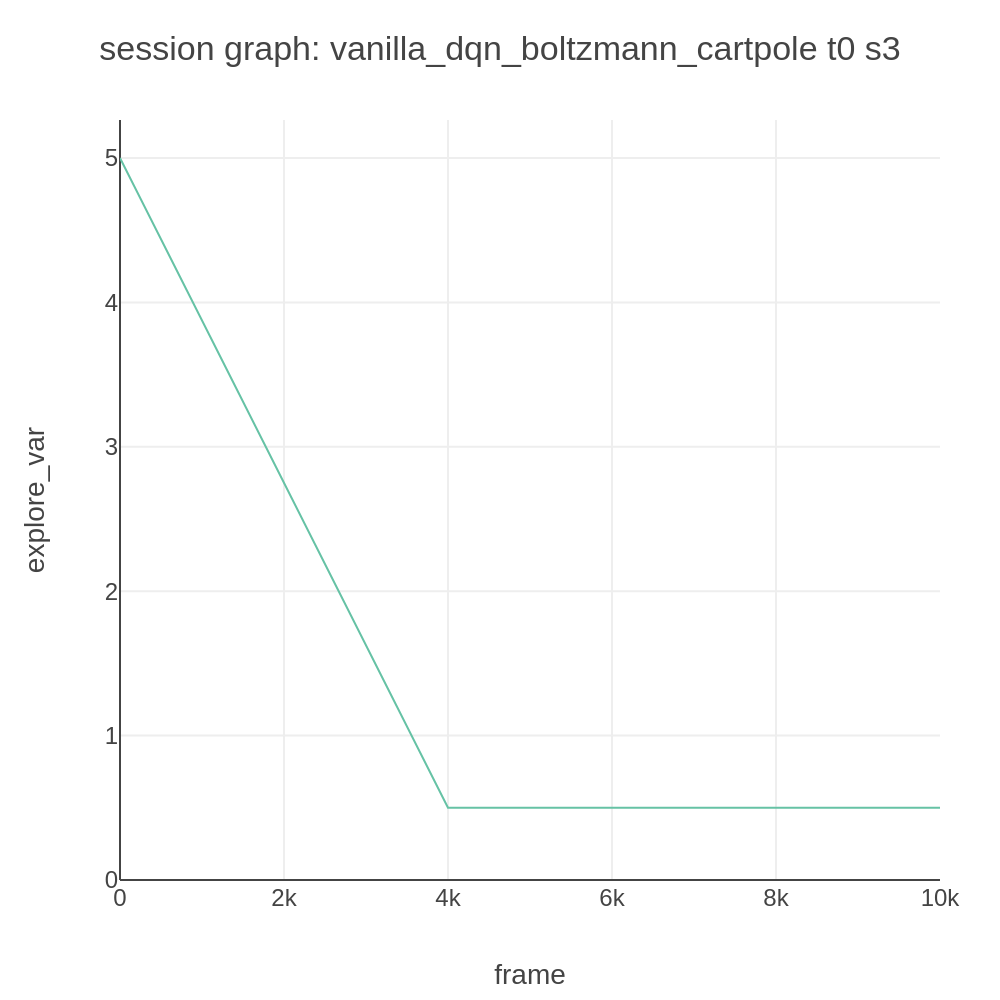 session graph: vanilla_dqn_boltzmann_cartpole t0 s3
5
4
3
2
1
0
explore_var
0 2k 4k 6k 8k 10k
frame